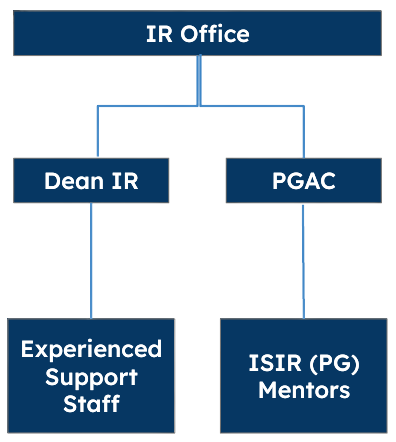 IR Office
Dean IR
PGAC
Experienced
Support
Staff
ISIR (PG)
Mentors